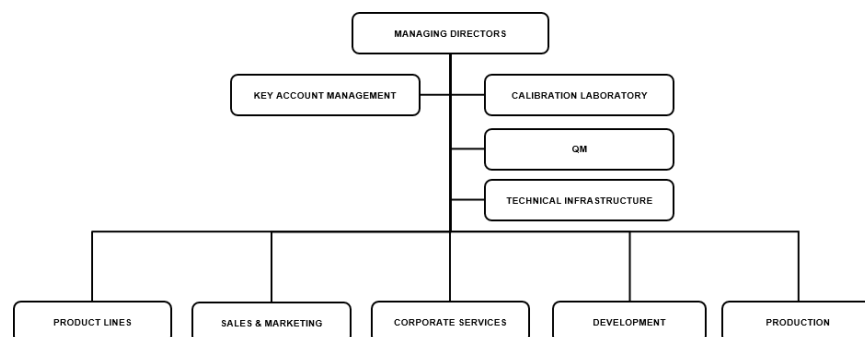 MANAGING DIRECTORS
KEY ACCOUNT MANAGEMENT
CALIBRATION LABORATORY
QM
TECHNICAL INFRASTRUCTURE
PRODUCT LINES
SALES & MARKETING
CORPORATE SERVICES
DEVELOPMENT
PRODUCTION